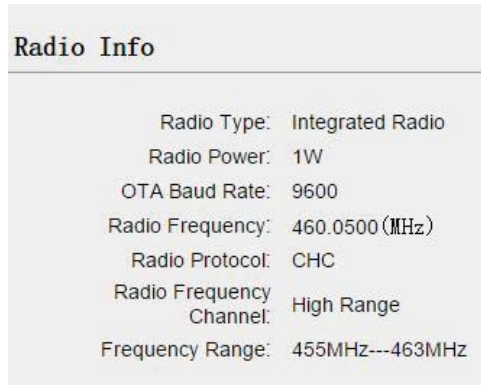 Radio Info
Radio Type: Integrated Radio
Radio Power: 1W
OTA Baud Rate: 9600
Radio Frequency: 460.0500(MHz)
Radio Protocol: CHC
Radio Frequency
Channel: High Range
Frequency Range: 455MHz---463MHz